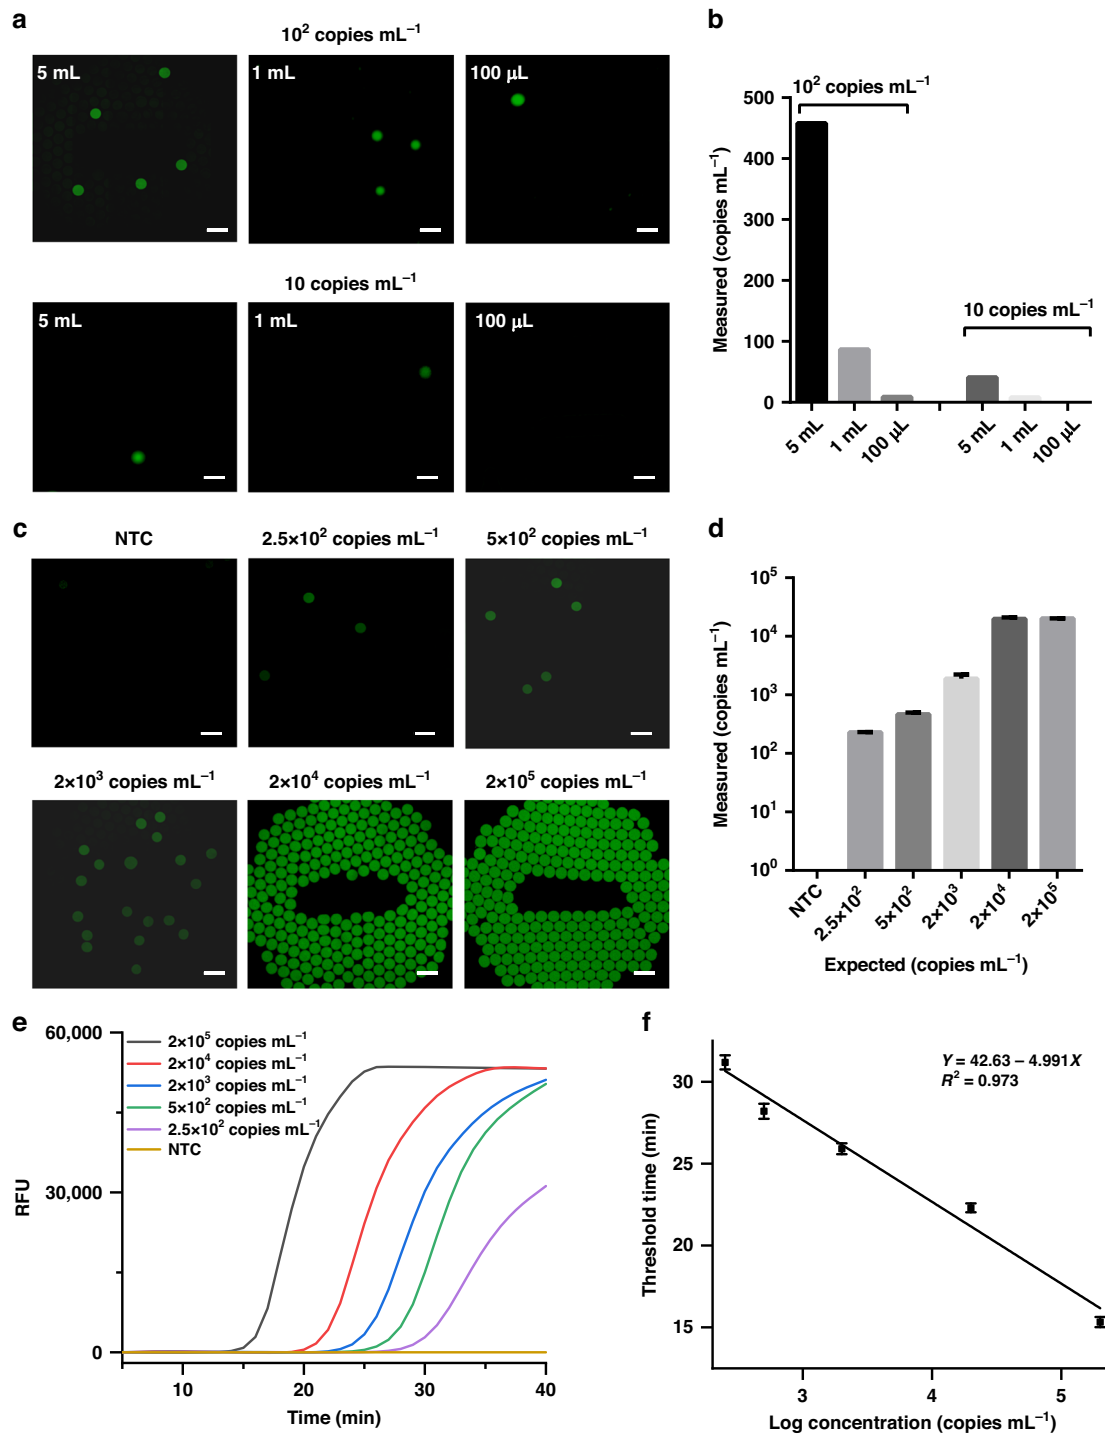 a
10² copies mL⁻¹
5 mL
1 mL
100 μL
10 copies mL⁻¹
5 mL
1 mL
100 μL
b
Measured (copies mL⁻¹)
500
400
300
200
100
0
10² copies mL⁻¹
10 copies mL⁻¹
5 mL
1 mL
100 μL
5 mL
1 mL
100 μL
c
NTC
2.5×10² copies mL⁻¹
5×10² copies mL⁻¹
2×10³ copies mL⁻¹
2×10⁴ copies mL⁻¹
2×10⁵ copies mL⁻¹
d
Measured (copies mL⁻¹)
10⁵
10⁴
10³
10²
10¹
10⁰
NTC
2.5×10²
5×10²
2×10³
2×10⁴
2×10⁵
Expected (copies mL⁻¹)
e
RFU
60,000
30,000
0
2×10⁵ copies mL⁻¹
2×10⁴ copies mL⁻¹
2×10³ copies mL⁻¹
5×10² copies mL⁻¹
2.5×10² copies mL⁻¹
NTC
10
20
30
40
Time (min)
f
Threshold time (min)
30
25
20
15
Y = 42.63 – 4.991X
R² = 0.973
3
4
5
Log concentration (copies mL⁻¹)